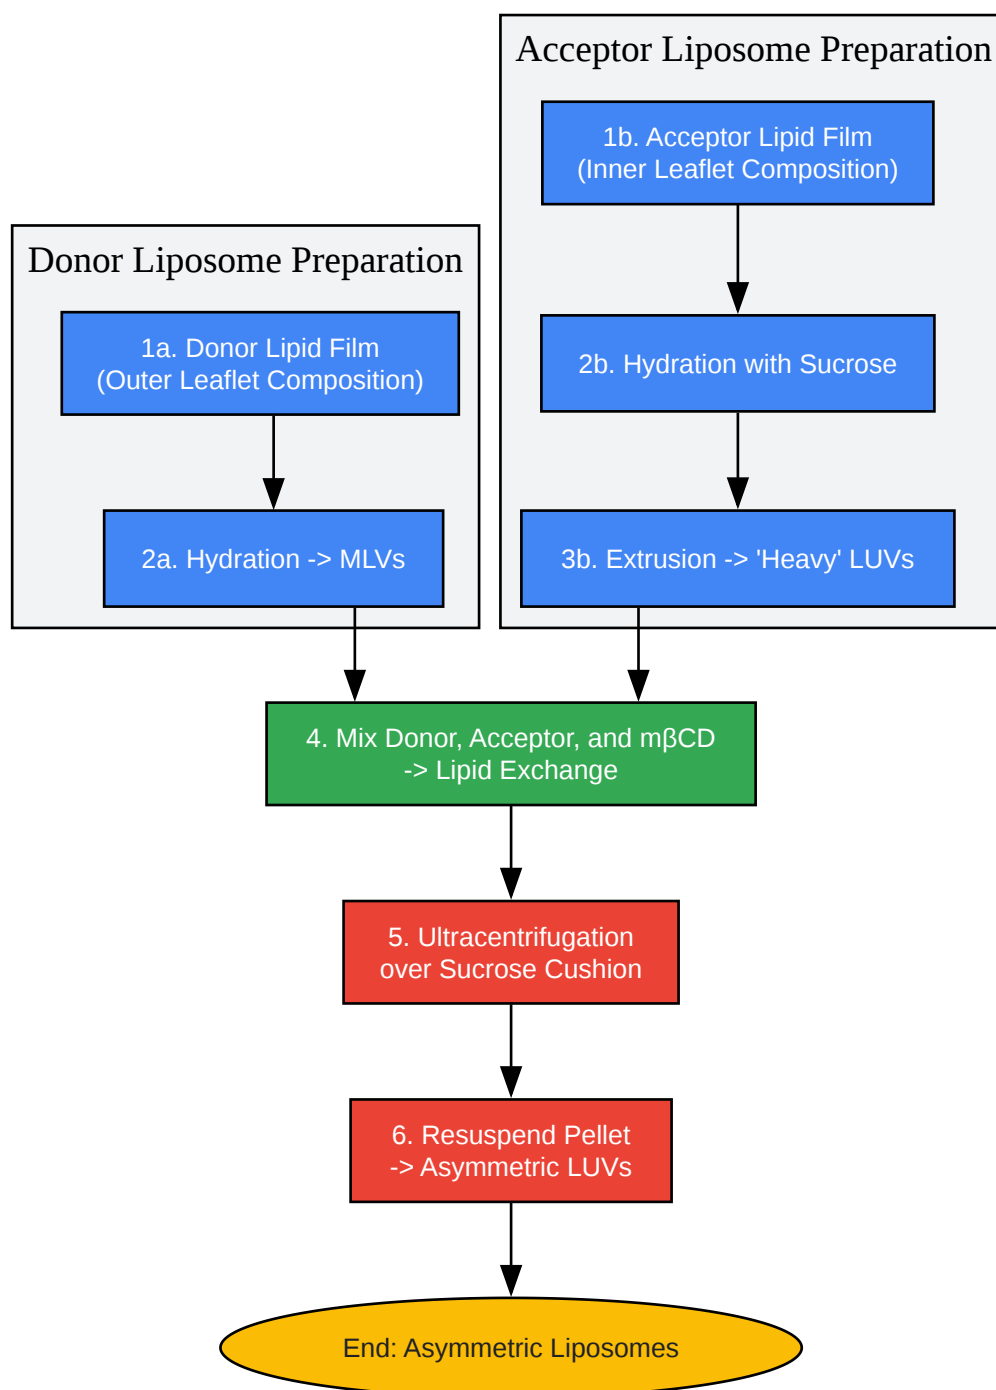 Acceptor Liposome Preparation
1b. Acceptor Lipid Film
(Inner Leaflet Composition)
Donor Liposome Preparation
1a. Donor Lipid Film
(Outer Leaflet Composition)
2b. Hydration with Sucrose
2a. Hydration -> MLVs
3b. Extrusion -> 'Heavy' LUVs
4. Mix Donor, Acceptor, and mβCD
-> Lipid Exchange
5. Ultracentrifugation
over Sucrose Cushion
6. Resuspend Pellet
-> Asymmetric LUVs
End: Asymmetric Liposomes